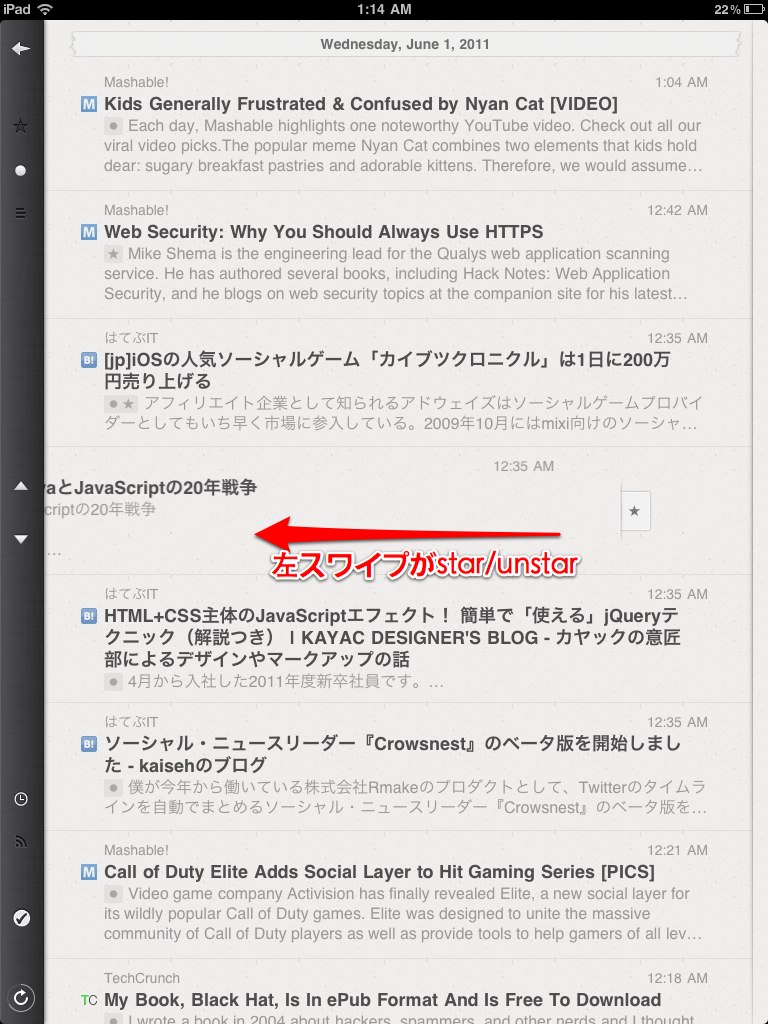 iPad
1:14 AM
22%
Wednesday, June 1, 2011
Mashable!
1:04 AM
M Kids Generally Frustrated & Confused by Nyan Cat [VIDEO]
Each day, Mashable highlights one noteworthy YouTube video. Check out all our
viral video picks.The popular meme Nyan Cat combines two elements that kids hold
dear: sugary breakfast pastries and adorable kittens. Therefore, we would assume…
Mashable!
12:42 AM
M Web Security: Why You Should Always Use HTTPS
★ Mike Shema is the engineering lead for the Qualys web application scanning
service. He has authored several books, including Hack Notes: Web Application
Security, and he blogs on web security topics at the companion site for his latest…
はてぶIT
12:35 AM
B! [jp]iOSの人気ソーシャルゲーム「カイブツクロニクル」は1日に200万
円売り上げる
●★ アフィリエイト企業として知られるアドウェイズはソーシャルゲームプロバイ
ダーとしてもいち早く市場に参入している。2009年10月にはmixi向けのソーシャ…
12:35 AM
vaとJavaScriptの20年戦争
criptの20年戦争
…
左スワイプがstar/unstar
はてぶIT
12:35 AM
B! HTML+CSS主体のJavaScriptエフェクト！ 簡単で「使える」jQueryテ
クニック（解説つき） | KAYAC DESIGNER'S BLOG - カヤックの意匠
部によるデザインやマークアップの話
4月から入社した2011年度新卒社員です。…
はてぶIT
12:35 AM
B! ソーシャル・ニュースリーダー『Crowsnest』のベータ版を開始しまし
た - kaisehのブログ
僕が今年から働いている株式会社Rmakeのプロダクトとして、Twitterのタイムラ
インを自動でまとめるソーシャル・ニュースリーダー『Crowsnest』のベータ版を…
Mashable!
12:21 AM
M Call of Duty Elite Adds Social Layer to Hit Gaming Series [PICS]
Video game company Activision has finally revealed Elite, a new social layer for
its wildly popular Call of Duty games. Elite was designed to unite the massive
community of Call of Duty players as well as provide tools to help gamers of all lev…
TechCrunch
12:18 AM
TC My Book, Black Hat, Is In ePub Format And Is Free To Download
I wrote a book in 2004 about hackers, spammers, and other nerds and I thought